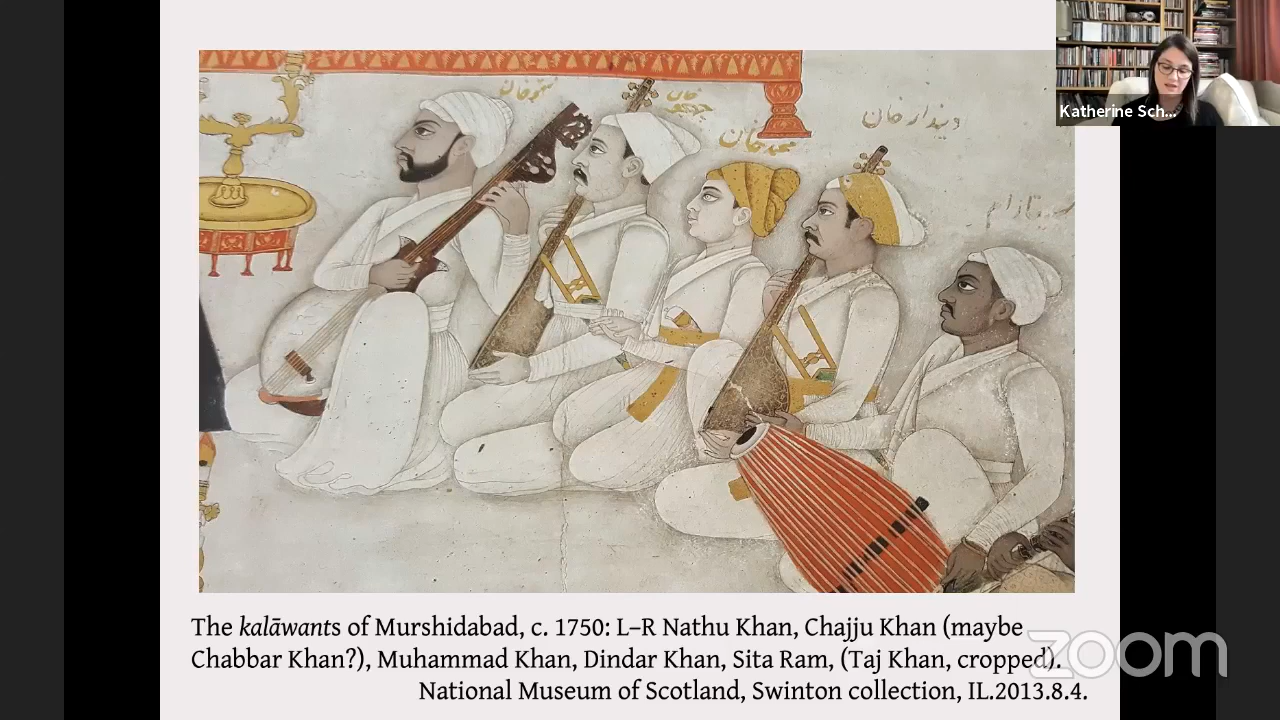 Katherine Sch...
نتهو خان
محمد خان
دیندار خان
The kalāwants of Murshidabad, c. 1750: L–R Nathu Khan, Chajju Khan (maybe
Chabbar Khan?), Muhammad Khan, Dindar Khan, Sita Ram, (Taj Khan, cropped).
National Museum of Scotland, Swinton collection, IL.2013.8.4.
zoom